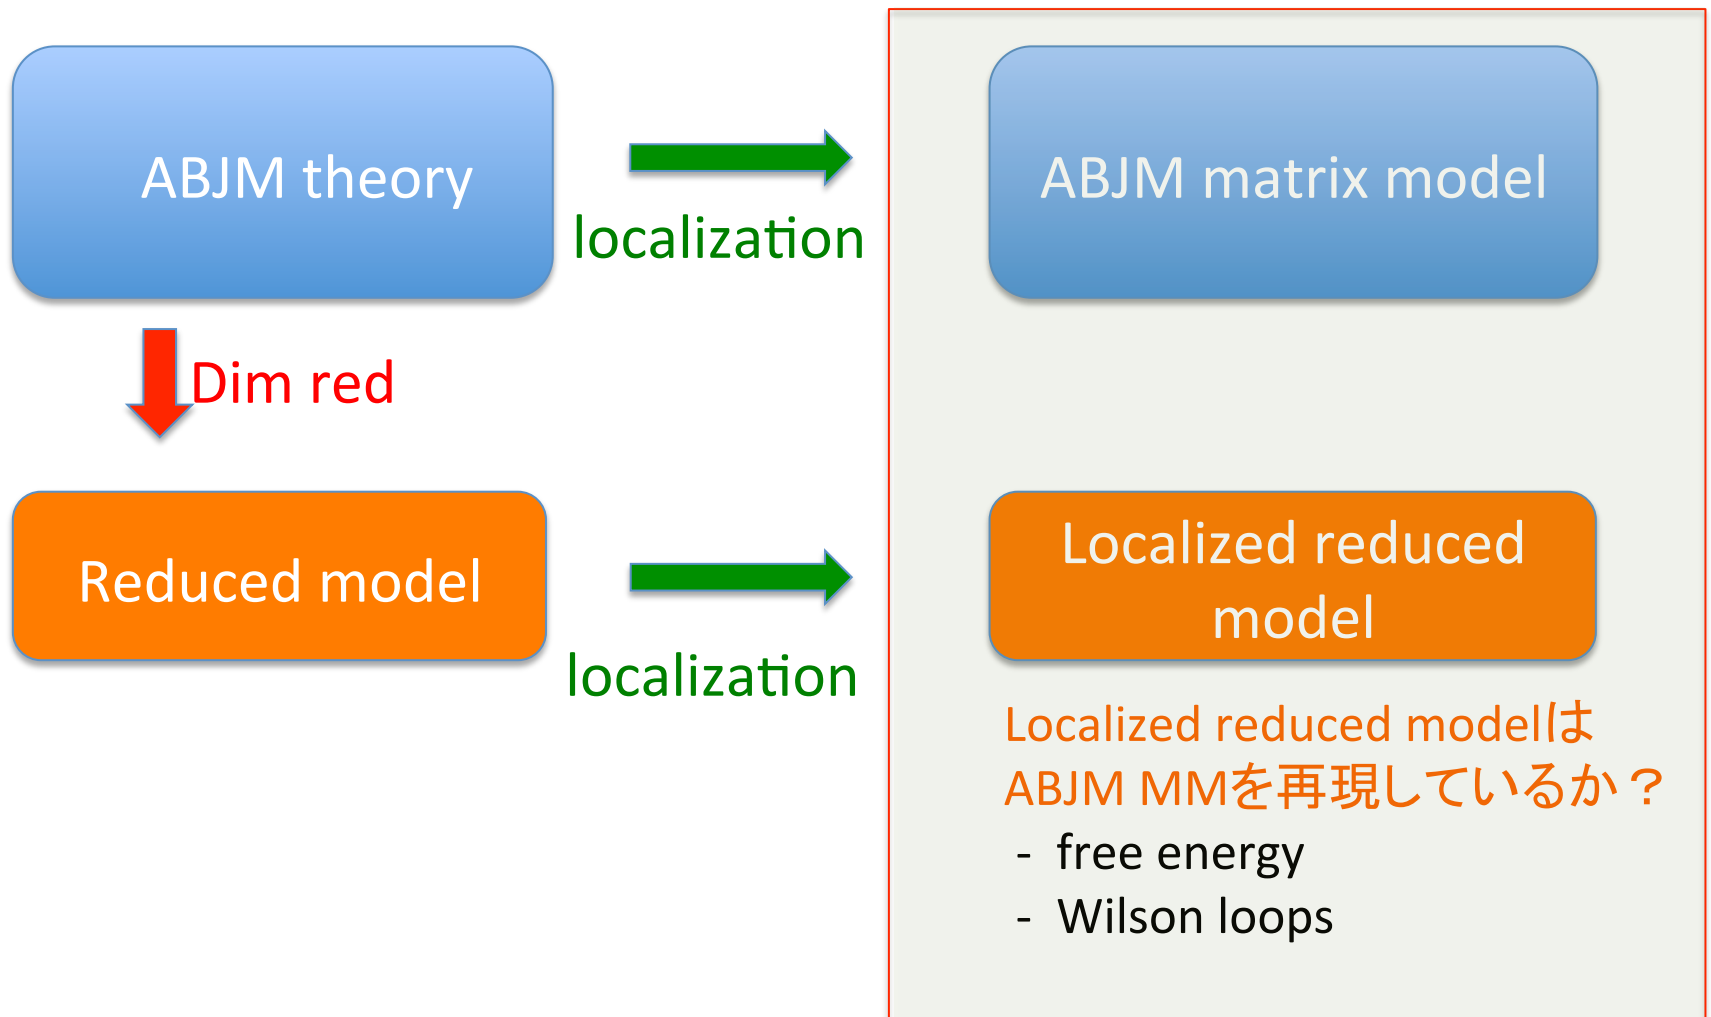 ABJM theory
localization
ABJM matrix model
Dim red
Reduced model
localization
Localized reduced
model
Localized reduced modelは
ABJM MMを再現しているか？
- free energy
- Wilson loops